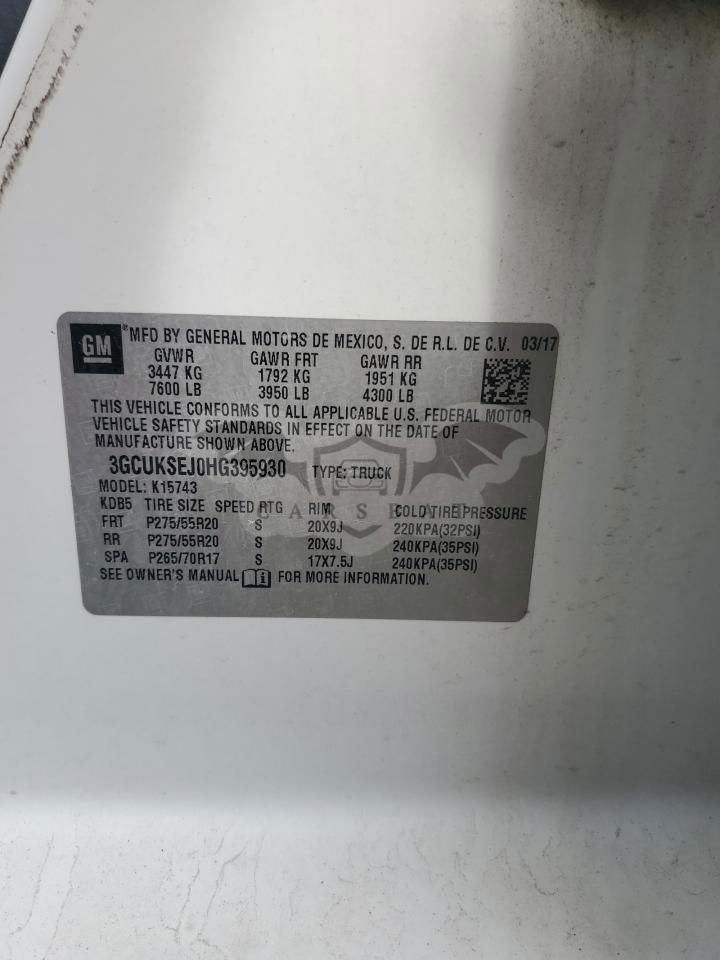 GM
®MFD BY GENERAL MOTORS DE MEXICO, S. DE R.L. DE C.V. 03/17
GVWR GAWR FRT GAWR RR
3447 KG 1792 KG 1951 KG
7600 LB 3950 LB 4300 LB
THIS VEHICLE CONFORMS TO ALL APPLICABLE U.S. FEDERAL MOTOR
VEHICLE SAFETY STANDARDS IN EFFECT ON THE DATE OF
MANUFACTURE SHOWN ABOVE.
3GCUKSEJ0HG395930 TYPE: TRUCK
MODEL: K15743
KDB5 TIRE SIZE SPEED RTG RIM COLD TIRE PRESSURE
FRT P275/55R20 S 20X9J 220KPA(32PSI)
RR P275/55R20 S 20X9J 240KPA(35PSI)
SPA P265/70R17 S 17X7.5J 240KPA(35PSI)
SEE OWNER'S MANUAL FOR MORE INFORMATION.